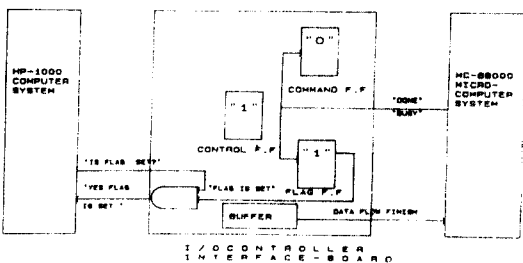 HP-1000
COMPUTER
SYSTEM
"0"
COMMAND F.F
"1"
CONTROL F.F
"1"
FLAG F.F
"DONE"
"BUSY"
MC-68000
MICRO-
COMPUTER
SYSTEM
"IS FLAG SET?"
"YES FLAG
IS SET "
"FLAG IS SET"
BUFFER
DATA FLOW FINISH
I/OCONTROLLER
INTERFACE-BOARD